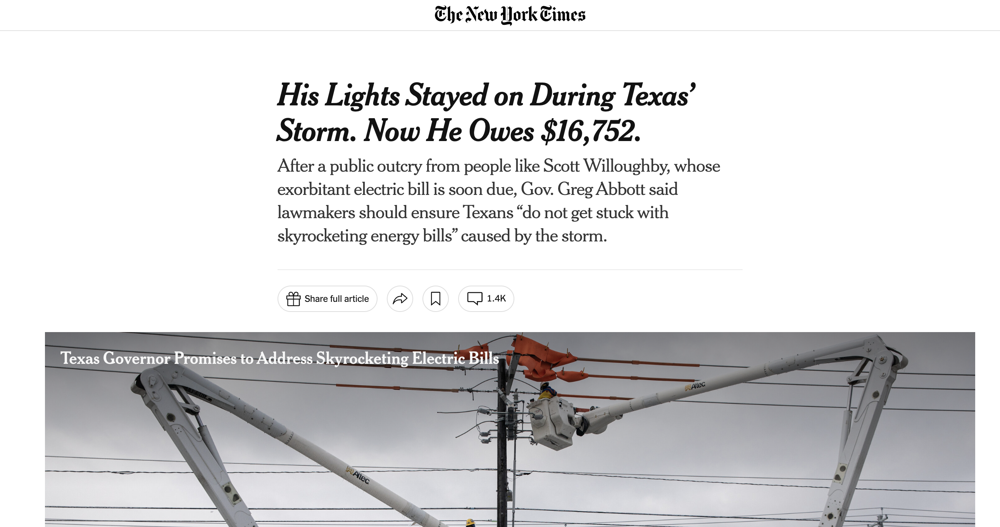 The New York Times
His Lights Stayed on During Texas’
Storm. Now He Owes $16,752.
After a public outcry from people like Scott Willoughby, whose
exorbitant electric bill is soon due, Gov. Greg Abbott said
lawmakers should ensure Texans “do not get stuck with
skyrocketing energy bills” caused by the storm.
Share full article
1.4K
Texas Governor Promises to Address Skyrocketing Electric Bills
Altec
Altec